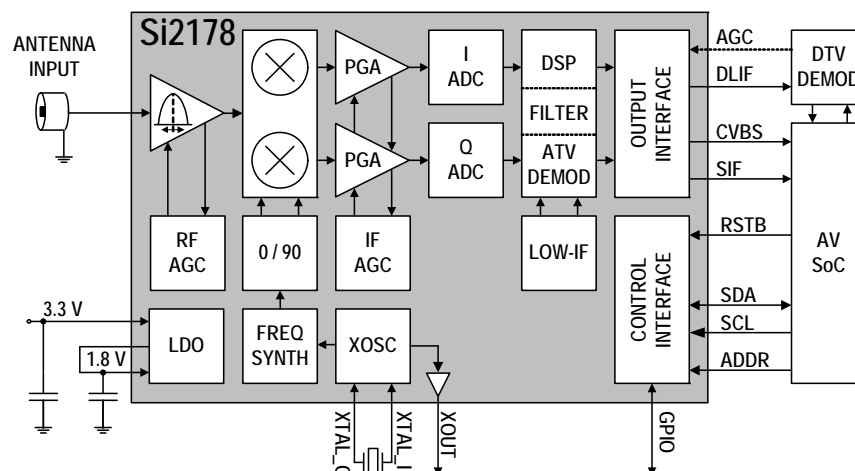 Si2178
ANTENNA
INPUT
PGA
PGA
I
ADC
Q
ADC
DSP
FILTER
ATV
DEMOD
OUTPUT
INTERFACE
AGC
DLIF
CVBS
SIF
DTV
DEMOD
RF
AGC
0 / 90
IF
AGC
LOW-IF
CONTROL
INTERFACE
RSTB
SDA
SCL
ADDR
AV
SoC
3.3 V
1.8 V
LDO
FREQ
SYNTH
XOSC
XTAL_I
XOUT
GPIO